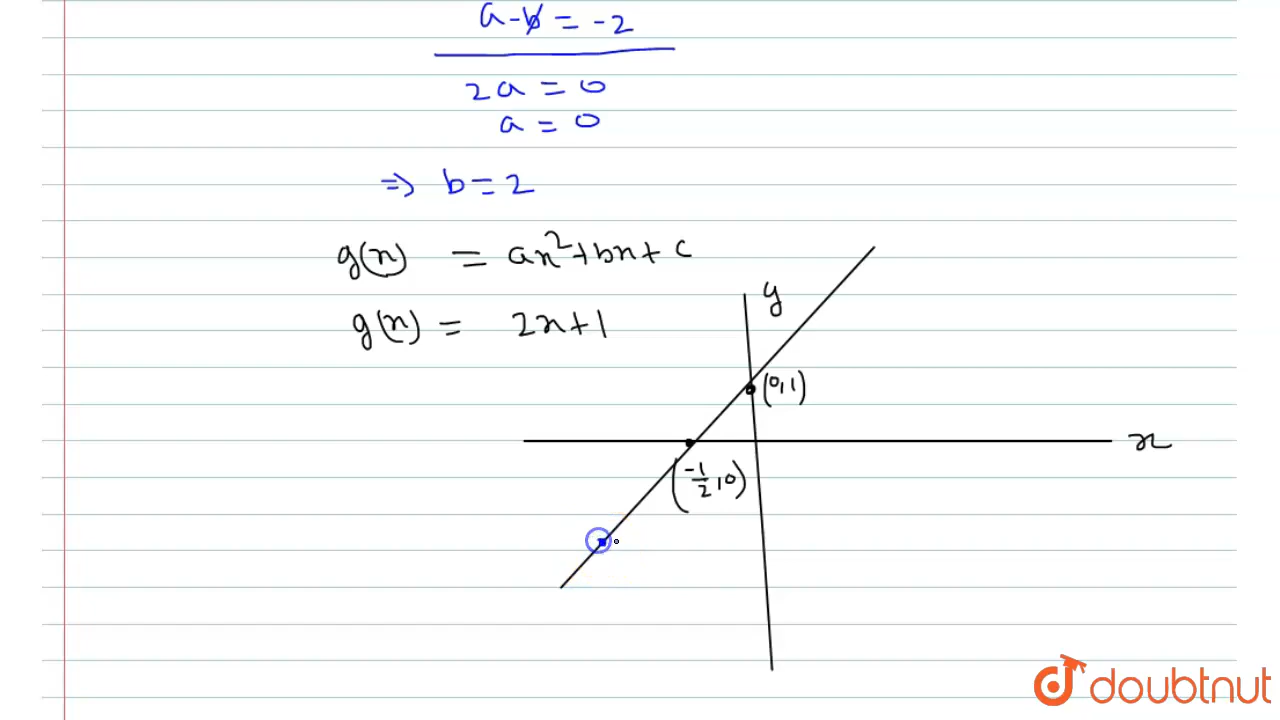 a - b = -2
2a = 0
a = 0
⇒ b = 2
g(x) = ax² + bx + c
g(x) = 2x + 1
y
(0,1)
x
(-1/2, 0)
doubtnut